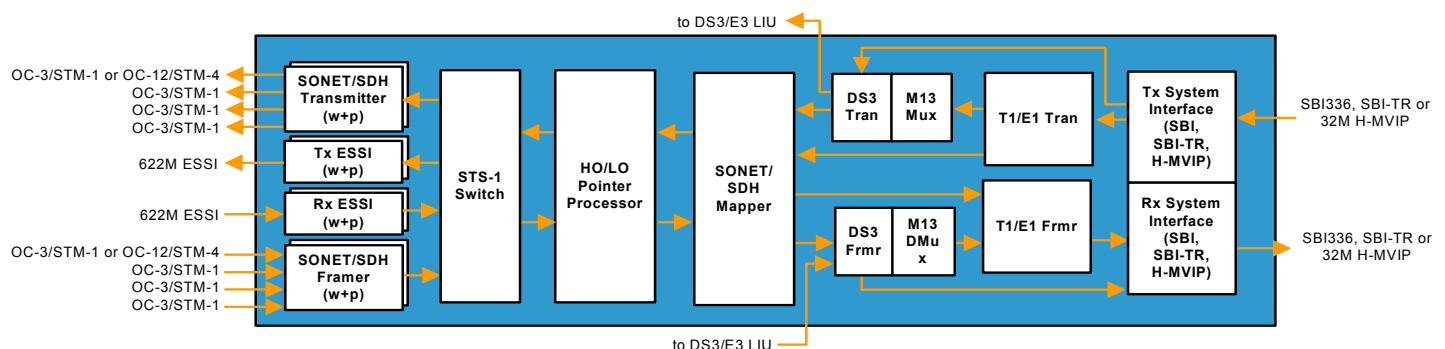 to DS3/E3 LIU
OC-3/STM-1 or OC-12/STM-4
OC-3/STM-1
OC-3/STM-1
OC-3/STM-1
SONET/SDH
Transmitter
(w+p)
622M ESSI
Tx ESSI
(w+p)
622M ESSI
Rx ESSI
(w+p)
OC-3/STM-1 or OC-12/STM-4
OC-3/STM-1
OC-3/STM-1
OC-3/STM-1
SONET/SDH
Framer
(w+p)
STS-1
Switch
HO/LO
Pointer
Processor
SONET/
SDH
Mapper
DS3
Tran
M13
Mux
T1/E1 Tran
Tx System
Interface
(SBI,
SBI-TR,
H-MVIP)
SBI336, SBI-TR or
32M H-MVIP
DS3
Frmr
M13
DMu
x
T1/E1 Frmr
Rx System
Interface
(SBI,
SBI-TR,
H-MVIP)
SBI336, SBI-TR or
32M H-MVIP
to DS3/E3 LIU